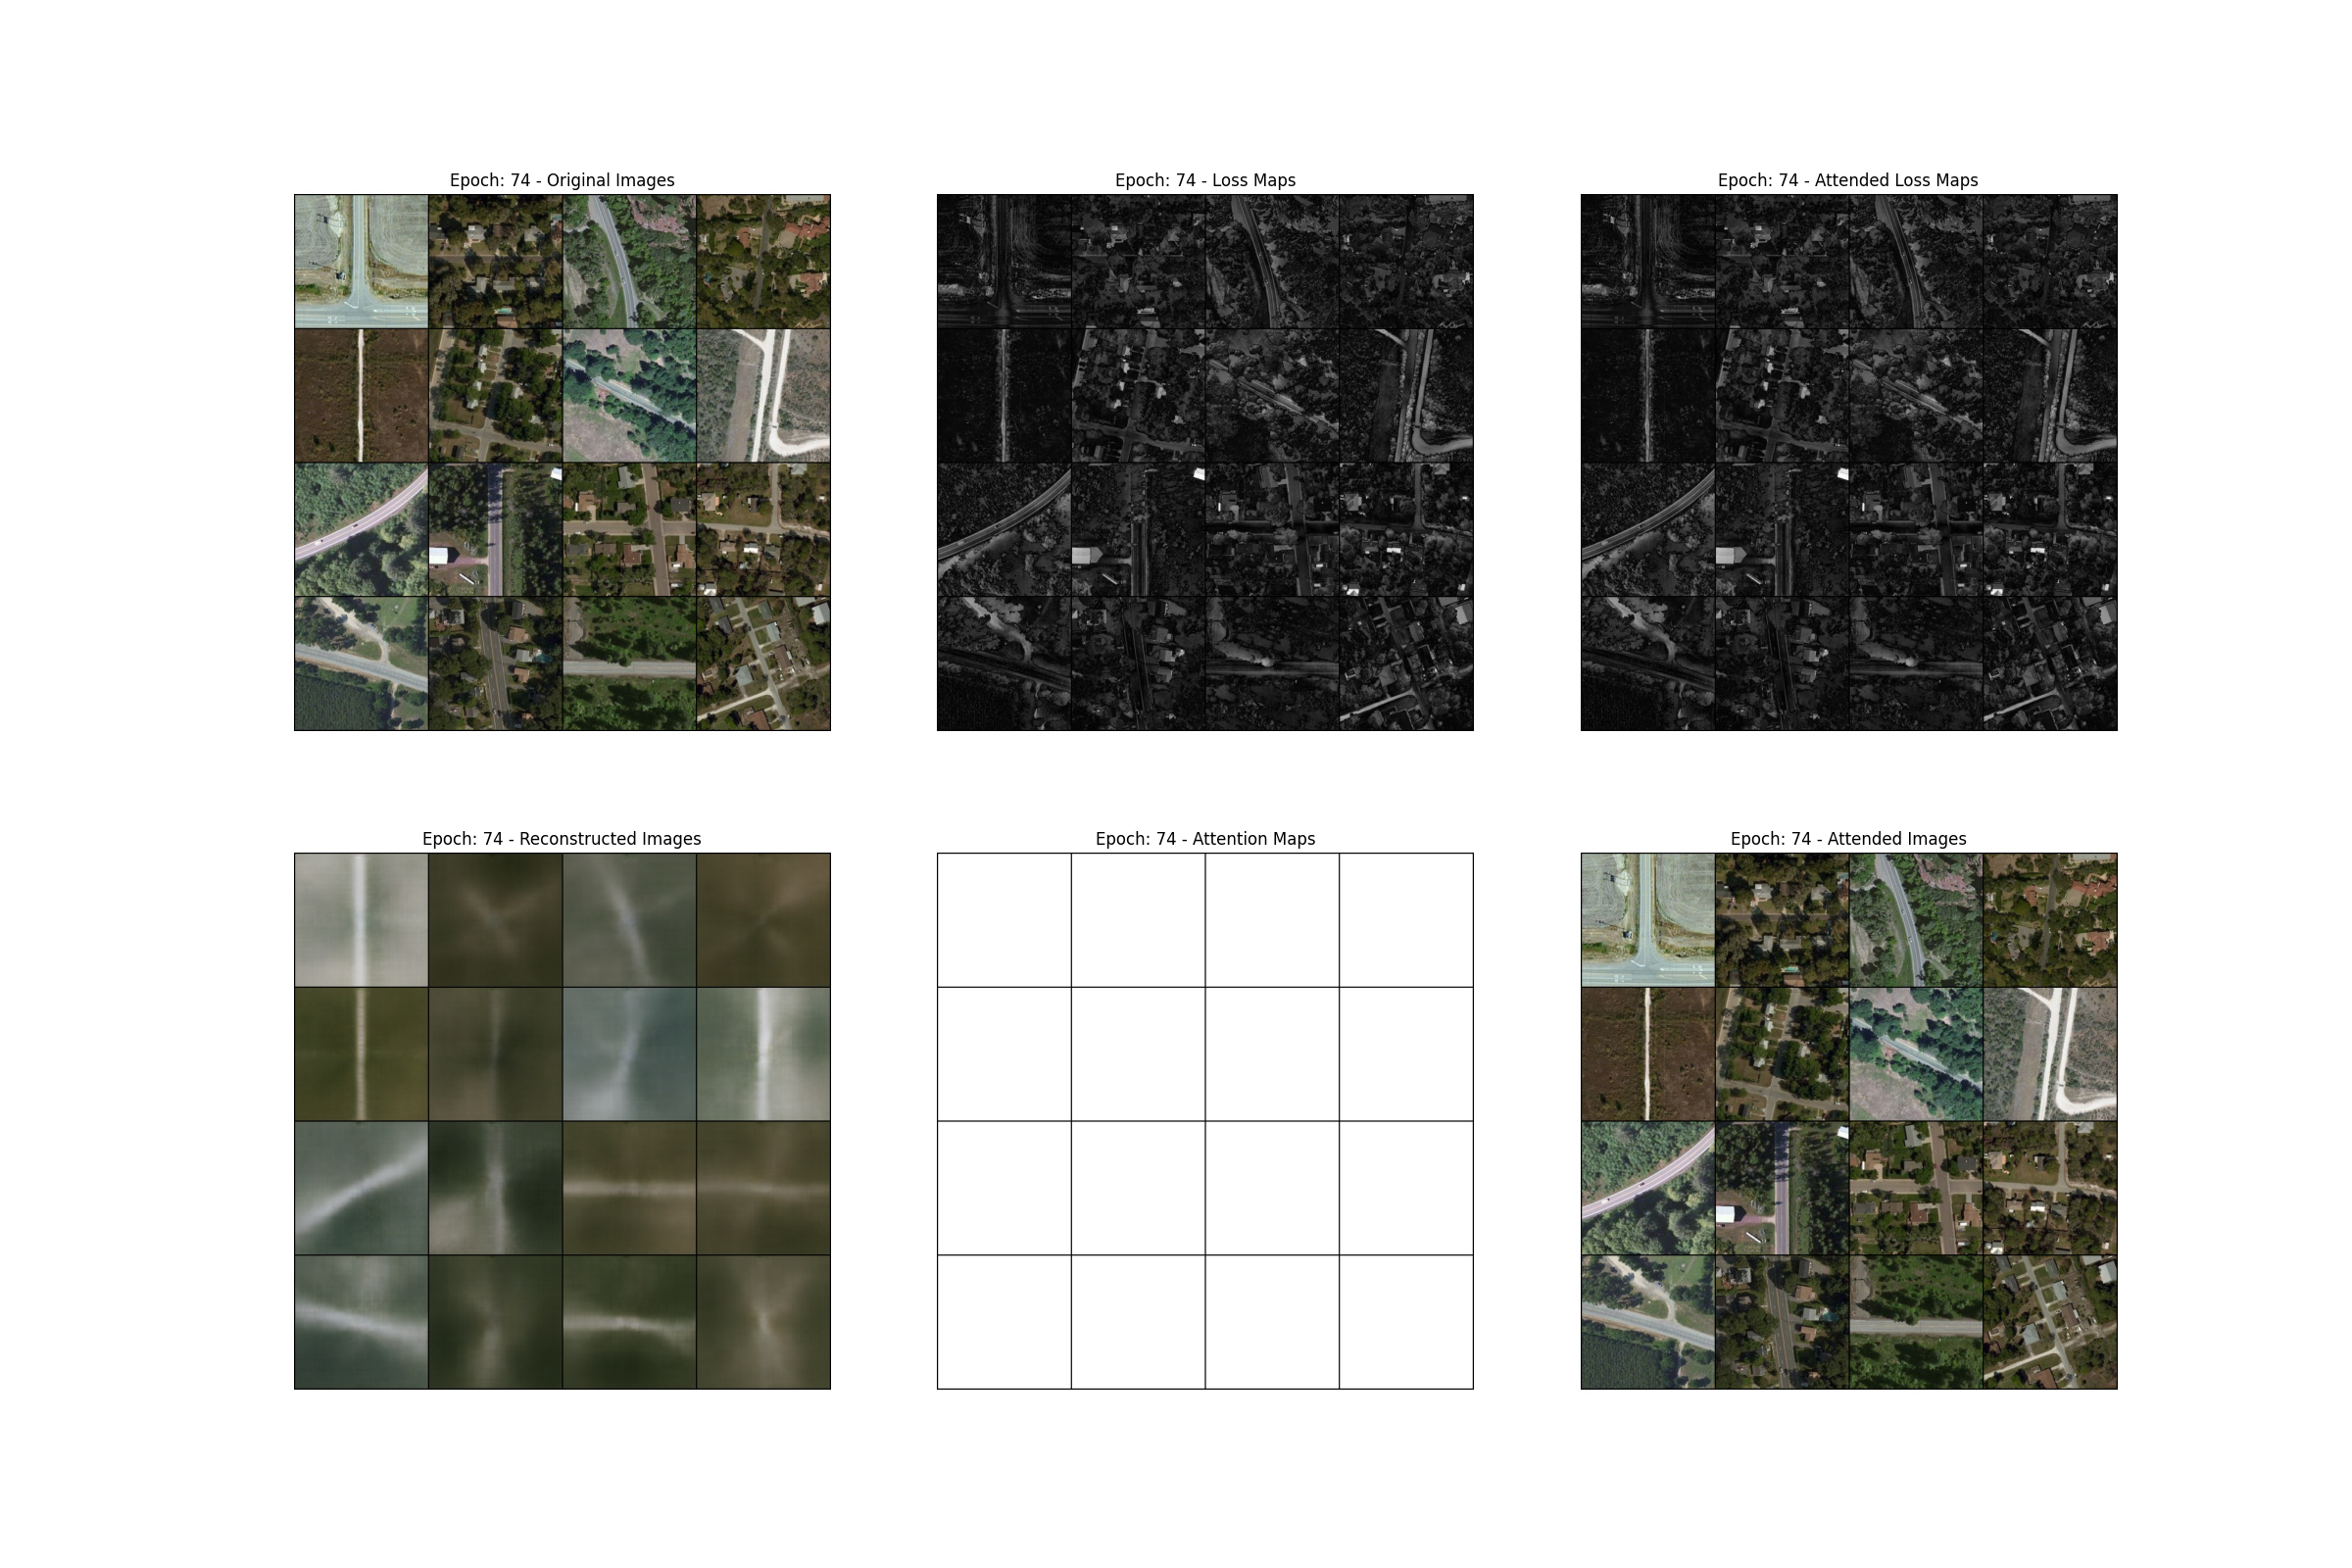 Epoch: 74 - Original Images
Epoch: 74 - Loss Maps
Epoch: 74 - Attended Loss Maps
Epoch: 74 - Reconstructed Images
Epoch: 74 - Attention Maps
Epoch: 74 - Attended Images